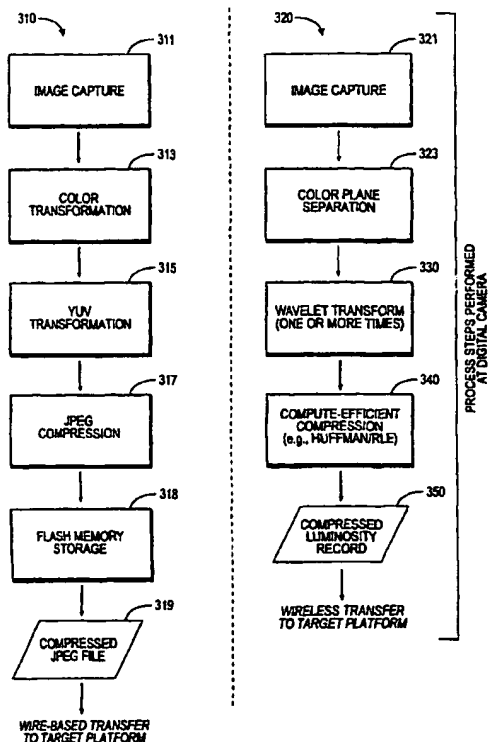 310
311
IMAGE CAPTURE
313
COLOR
TRANSFORMATION
315
YUV
TRANSFORMATION
317
JPEG
COMPRESSION
318
FLASH MEMORY
STORAGE
319
COMPRESSED
JPEG FILE
WIRE-BASED TRANSFER
TO TARGET PLATFORM
320
321
IMAGE CAPTURE
323
COLOR PLANE
SEPARATION
330
WAVELET TRANSFORM
(ONE OR MORE TIMES)
340
COMPUTE-EFFICIENT
COMPRESSION
(e.g., HUFFMAN/RLE)
350
COMPRESSED
LUMINOSITY
RECORD
WIRELESS TRANSFER
TO TARGET PLATFORM
PROCESS STEPS PERFORMED
AT DIGITAL CAMERA